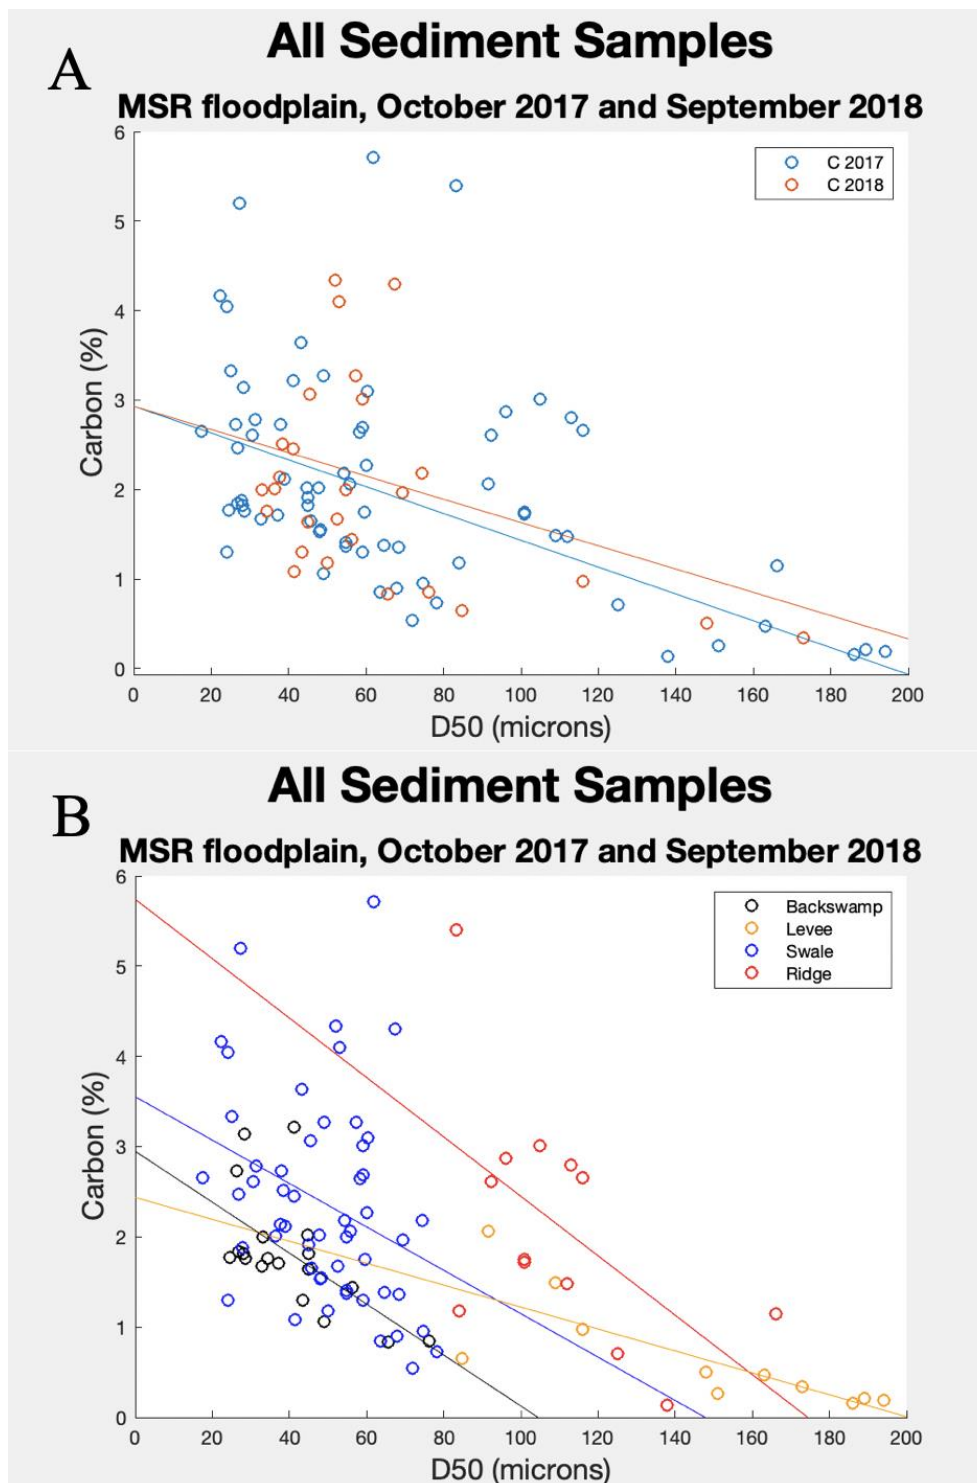 A
All Sediment Samples
MSR floodplain, October 2017 and September 2018
6
5
4
3
2
1
0
Carbon (%)
C 2017
C 2018
0 20 40 60 80 100 120 140 160 180 200
D50 (microns)
B
All Sediment Samples
MSR floodplain, October 2017 and September 2018
6
5
4
3
2
1
0
Carbon (%)
Backswamp
Levee
Swale
Ridge
0 20 40 60 80 100 120 140 160 180 200
D50 (microns)